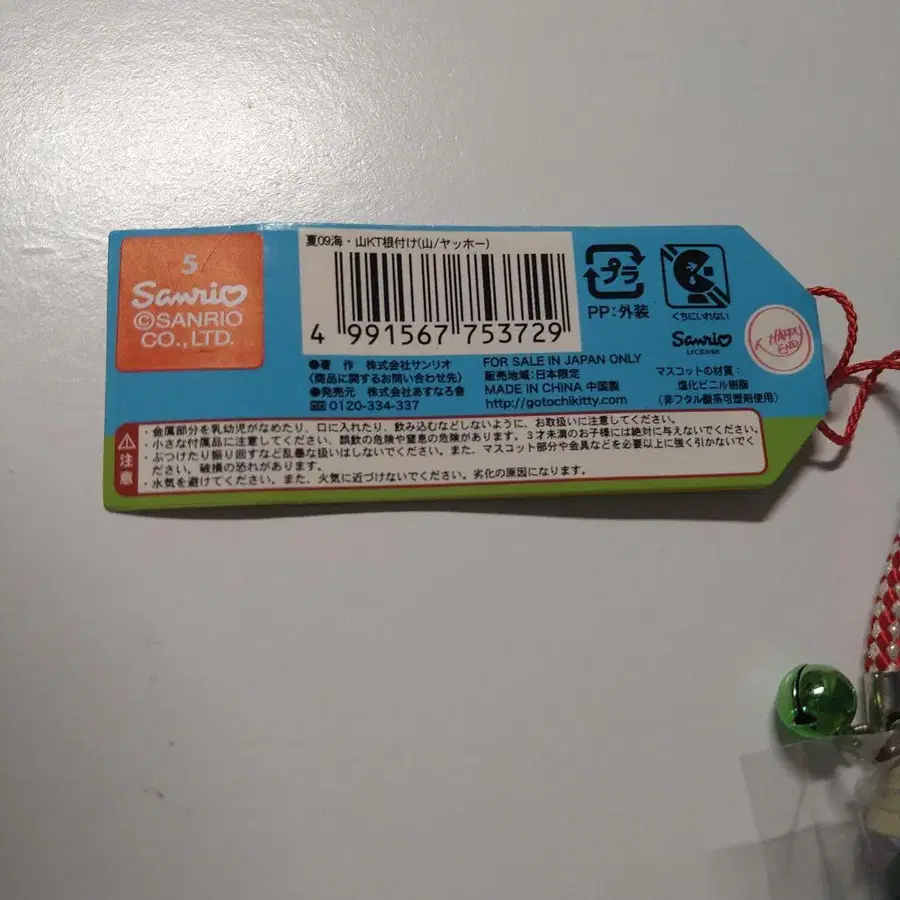 5
Sanrio
©SANRIO
CO.,LTD.
夏09海・山KT根付け(山/ヤッホー)
4 991567 753729
●著 作 株式会社サンリオ
〈商品に関するお問い合わせ先〉
●発売元 株式会社あすなろ舎
0120-334-337
FOR SALE IN JAPAN ONLY
販売地域:日本限定
MADE IN CHINA 中国製
http://gotochikitty.com
プラ
PP:外装
くちにいれない
Sanrio
LICENSE
マスコットの材質:
塩化ビニル樹脂
(非フタル酸系可塑剤使用)
HAPPY
END
注意
・金属部分を乳幼児がなめたり、口に入れたり、飲み込むなどしないように、お取扱いに注意してください。
・小さな付属品に注意してください。誤飲の危険や窒息の危険があります。3才未満のお子様には絶対に与えないでください。
・ぶつけたり振り回すなど乱暴な扱いはしないでください。また、マスコット部分や金具などを必要以上に強く引かないでく
ださい。破損の恐れがあります。
・水気を避けてください。また、火気に近づけないでください。劣化の原因になります。